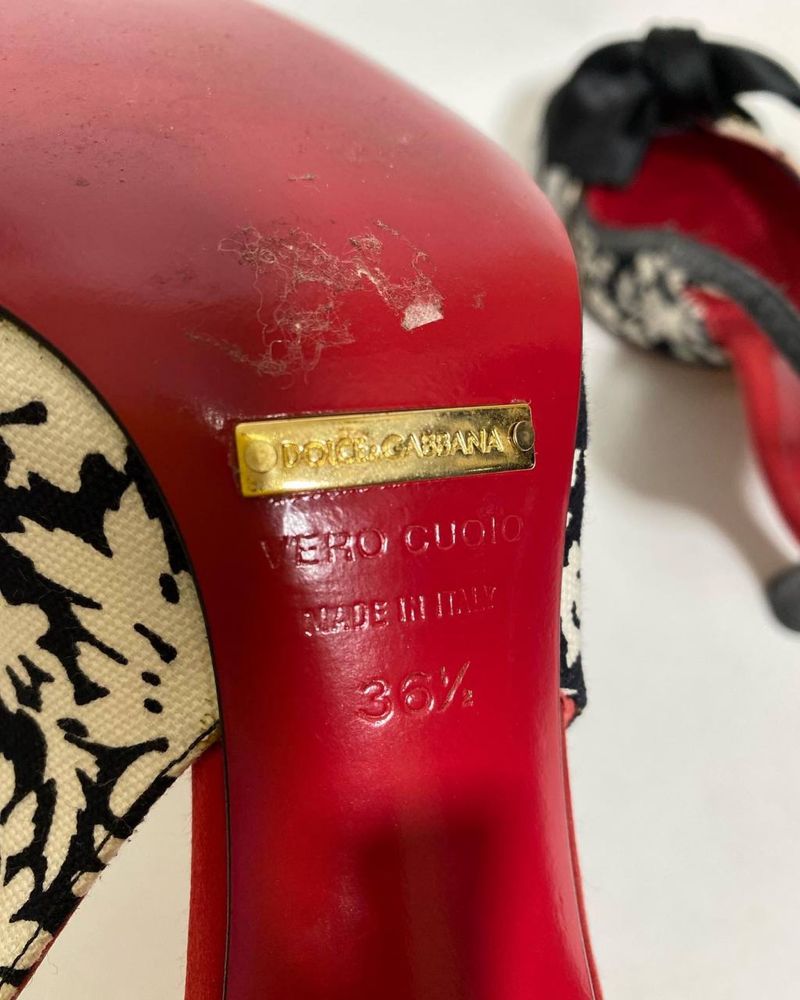 DOLCE&GABBANA
VERO CUOIO
MADE IN ITALY
36½